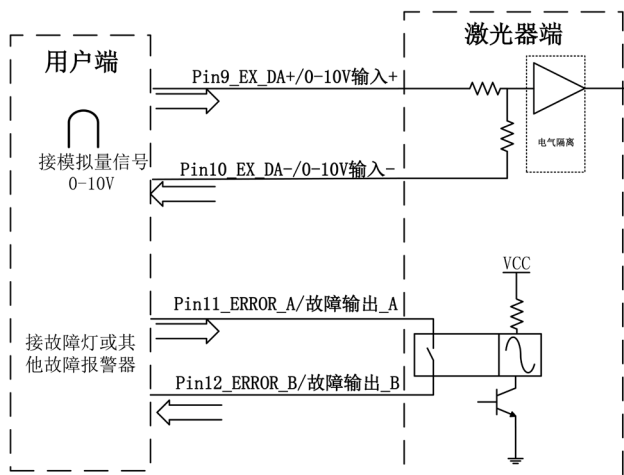 激光器端
用户端
Pin9_EX_DA+/0-10V输入+
电气隔离
接模拟量信号
0-10V
Pin10_EX_DA-/0-10V输入-
VCC
Pin11_ERROR_A/故障输出_A
接故障灯或其
他故障报警器
Pin12_ERROR_B/故障输出_B